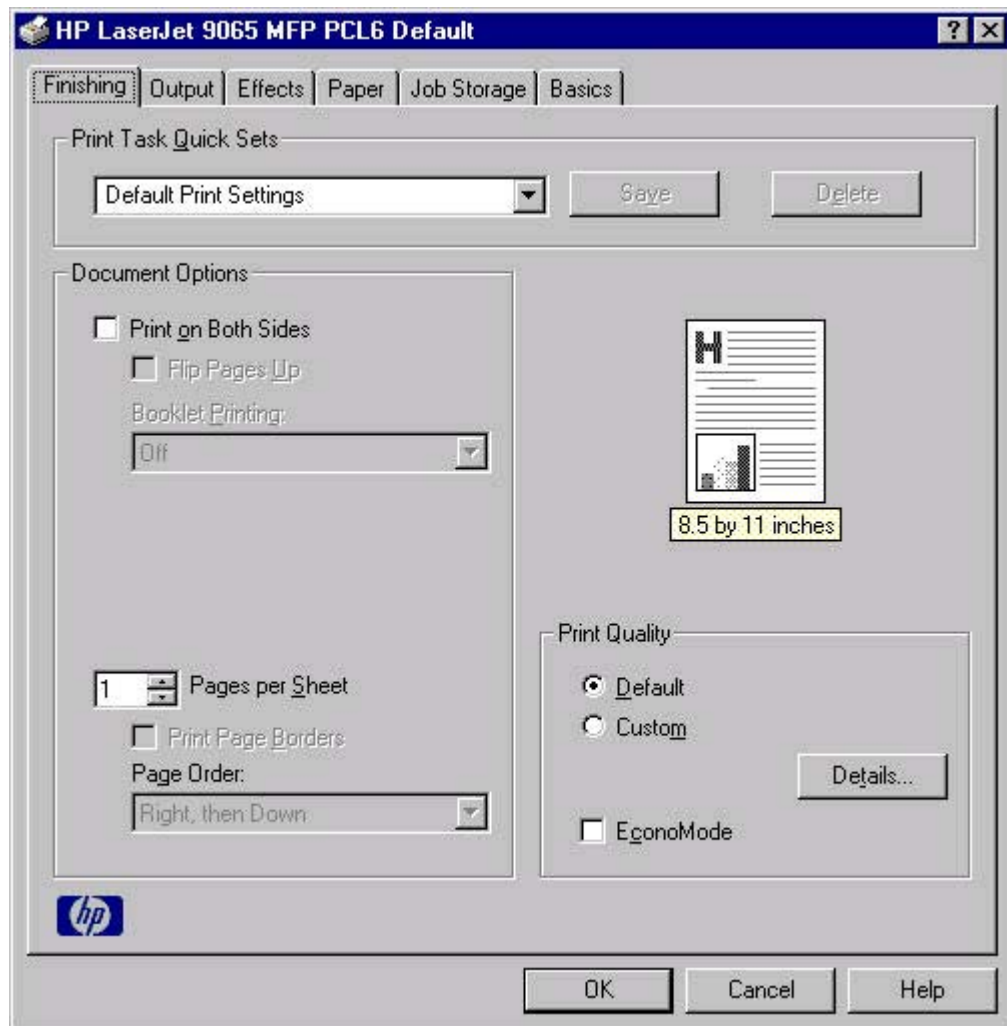 HP LaserJet 9065 MFP PCL6 Default
Finishing Output Effects Paper Job Storage Basics
Print Task Quick Sets
Default Print Settings Save Delete
Document Options
Print on Both Sides
Flip Pages Up
Booklet Printing:
Off
H
8.5 by 11 inches
1 Pages per Sheet
Print Page Borders
Page Order:
Right, then Down
Print Quality
Default
Custom
Details...
EconoMode
hp
OK Cancel Help